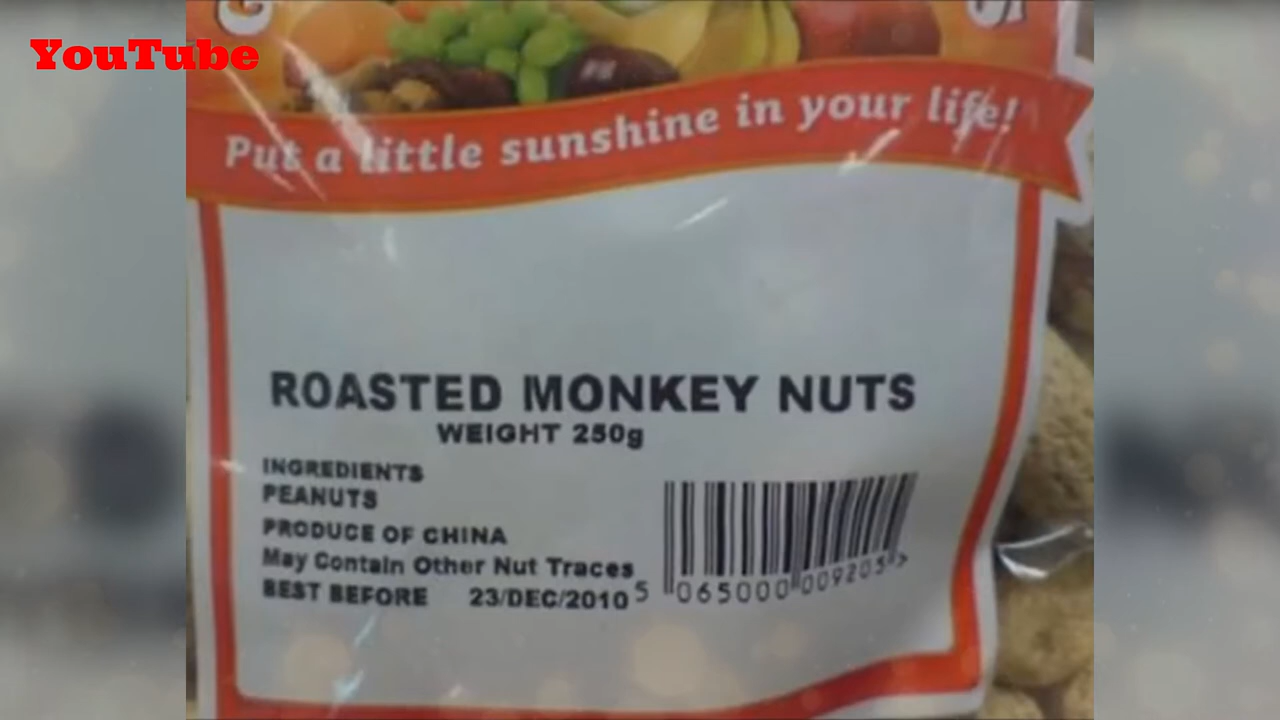 YouTube
Put a little sunshine in your life!
ROASTED MONKEY NUTS
WEIGHT 250g
INGREDIENTS
PEANUTS
PRODUCE OF CHINA
May Contain Other Nut Traces
BEST BEFORE 23/DEC/2010
5 065000 009205 >